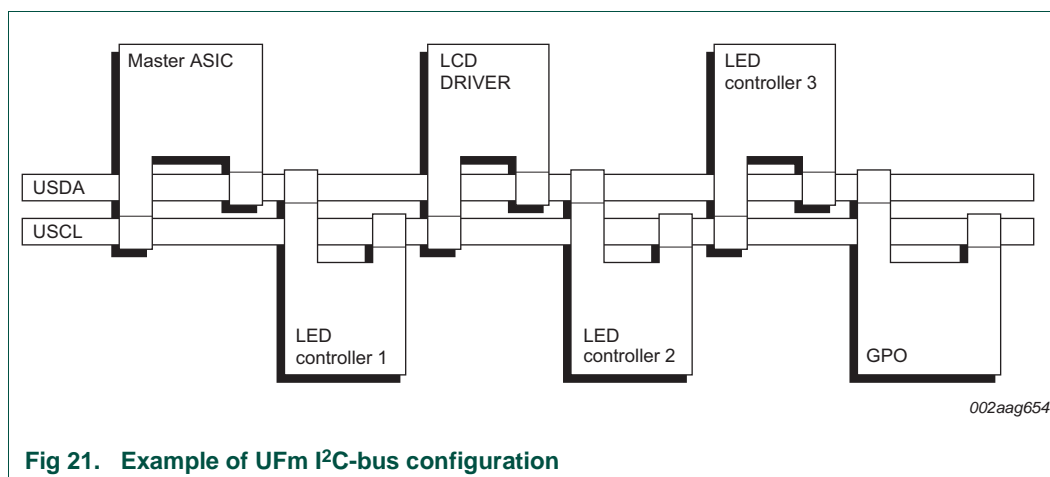 Master ASIC
LCD
DRIVER
LED
controller 3
USDA
USCL
LED
controller 1
LED
controller 2
GPO
002aag654
Fig 21. Example of UFm I²C-bus configuration